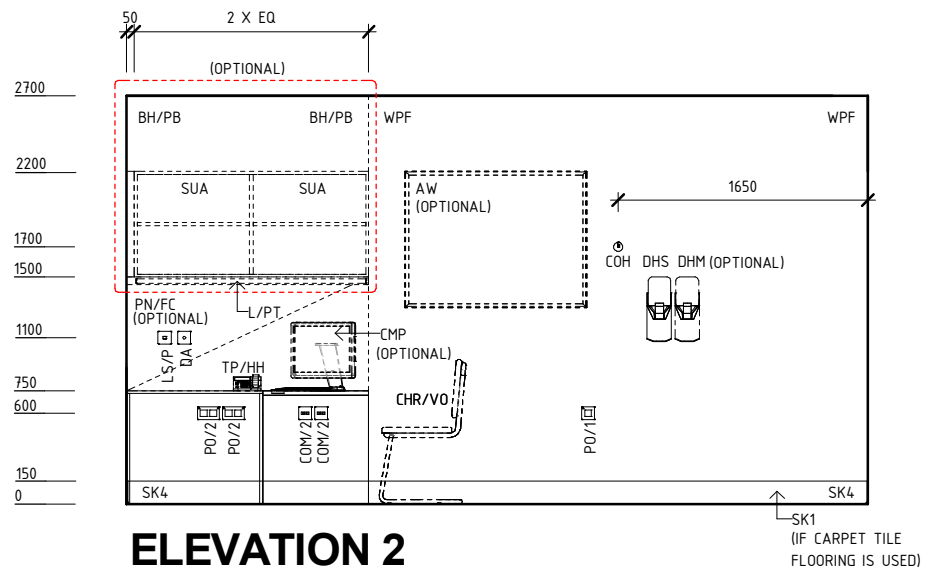 50
2 X EQ
(OPTIONAL)
2700
BH/PB
BH/PB
WPF
WPF
2200
SUA
SUA
AW
(OPTIONAL)
1650
1700
COH
DHS
DHM (OPTIONAL)
1500
PN/FC
(OPTIONAL)
L/PT
1100
CMP
(OPTIONAL)
LS/P
DA
TP/HH
750
CHR/VO
600
PO/2
PO/2
COM/2
COM/2
PO/1
150
SK4
SK4
0
SK1
(IF CARPET TILE
FLOORING IS USED)
ELEVATION 2